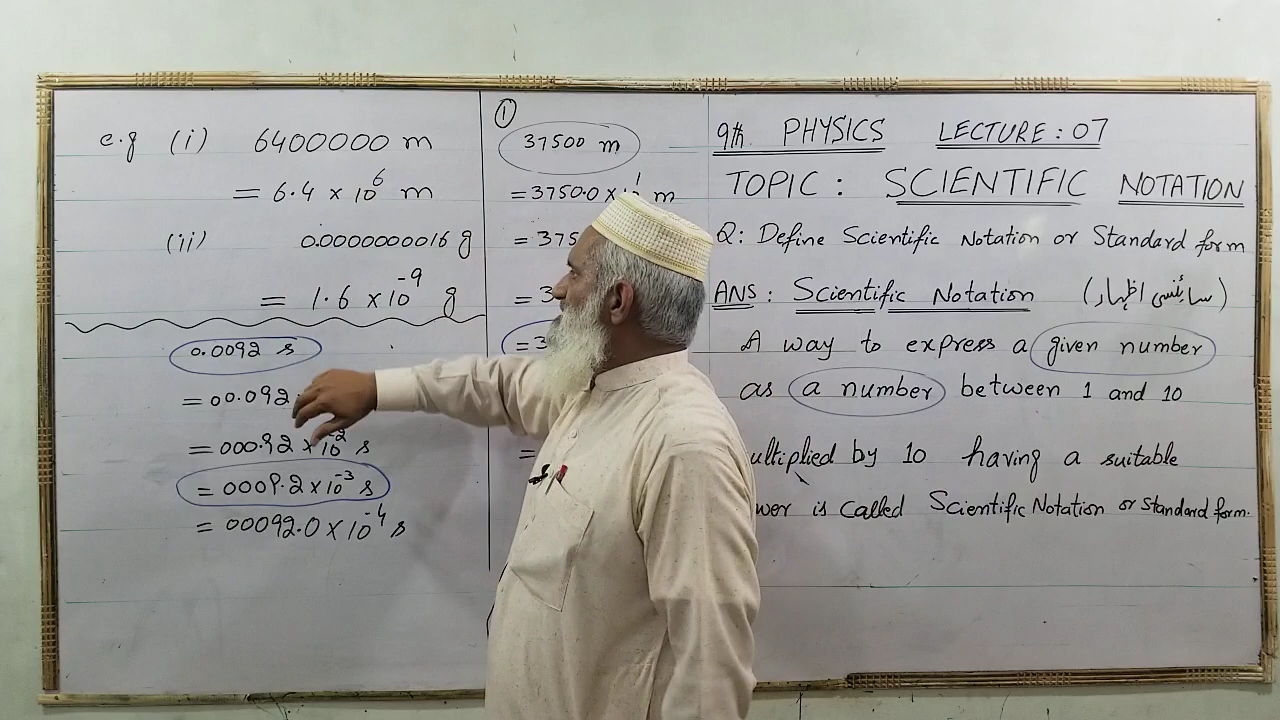 e.g (i) 6400000 m
= 6.4 x 10⁶ m
(ii) 0.0000000016 g
= 1.6 x 10⁻⁹ g
0.0092 s
= 00.092
= 000.92 x 10⁻² s
= 0009.2 x 10⁻³ s
= 00092.0 x 10⁻⁴ s
①
37500 m
= 3750.0 x 10¹ m
= 375
= 3
= 3
=
9th PHYSICS LECTURE : 07
TOPIC : SCIENTIFIC NOTATION
Q: Define Scientific Notation or Standard form
ANS : Scientific Notation (سائنسی اظہار)
A way to express a given number
as a number between 1 and 10
ultiplied by 10 having a suitable
wer is called Scientific Notation or Standard form.